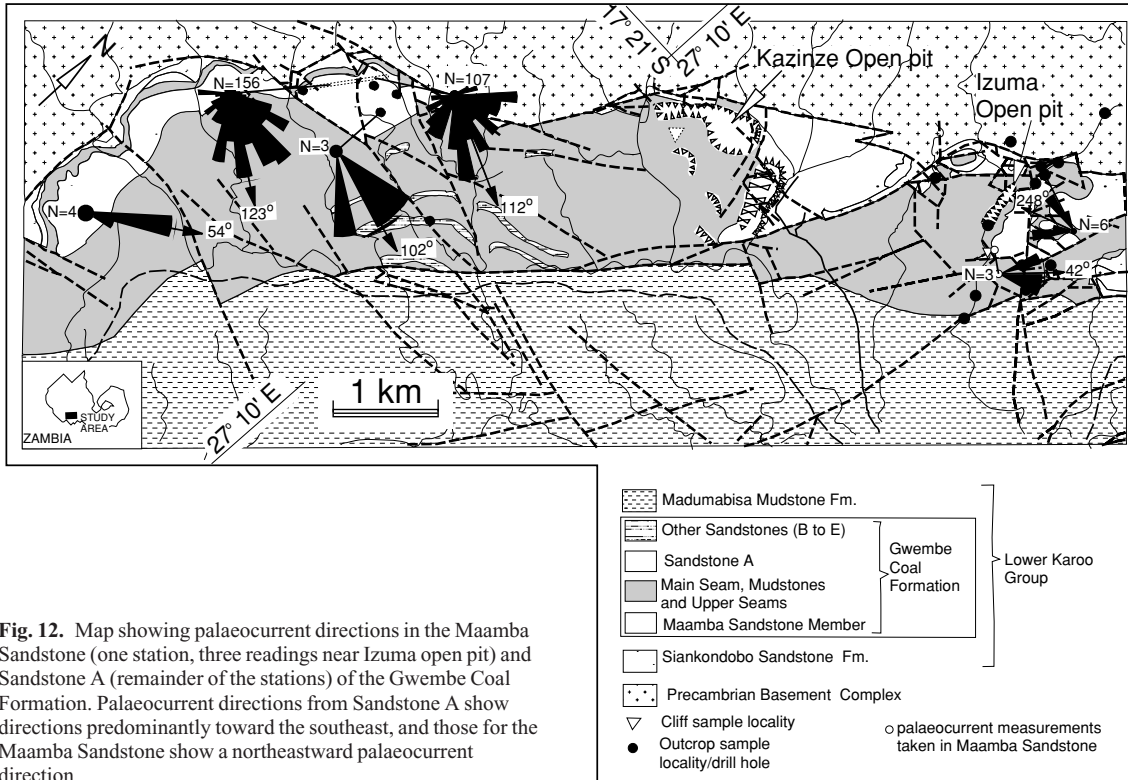 N
17° 21' S
27° 10' E
Kazinze Open pit
Izuma
Open pit
N=156
N=107
N=3
N=4
54°
123°
102°
112°
248°
N=6
N=3
42°
1 km
27° 10' E
STUDY
AREA
ZAMBIA
Madumabisa Mudstone Fm.
Other Sandstones (B to E)
Sandstone A
Main Seam, Mudstones
and Upper Seams
Maamba Sandstone Member
Gwembe
Coal
Formation
Lower Karoo
Group
Siankondobo Sandstone Fm.
Precambrian Basement Complex
Cliff sample locality
Outcrop sample
locality/drill hole
palaeocurrent measurements
taken in Maamba Sandstone
Fig. 12. Map showing palaeocurrent directions in the Maamba
Sandstone (one station, three readings near Izuma open pit) and
Sandstone A (remainder of the stations) of the Gwembe Coal
Formation. Palaeocurrent directions from Sandstone A show
directions predominantly toward the southeast, and those for the
Maamba Sandstone show a northeastward palaeocurrent
direction